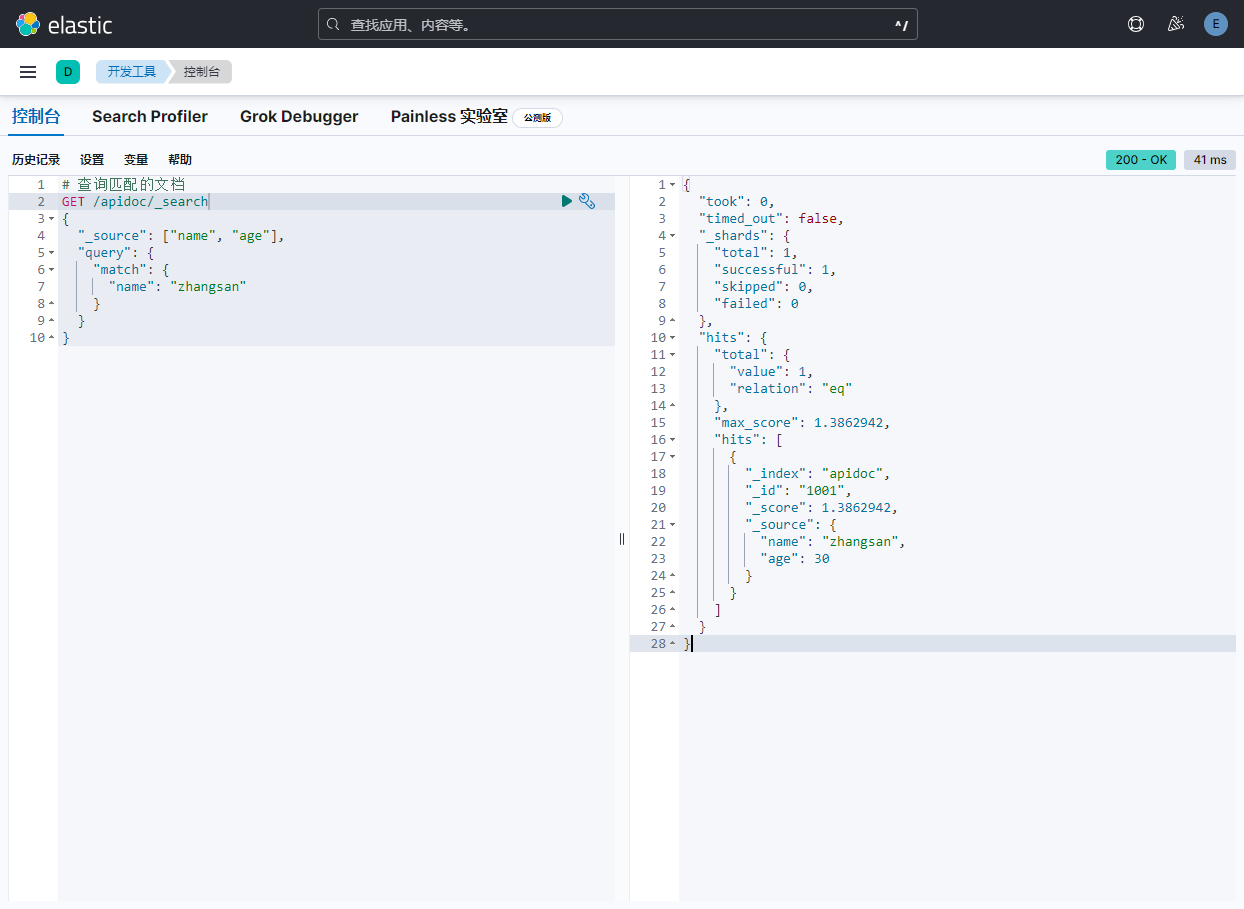 elastic
查找应用、内容等。
^/
E
D
开发工具
控制台
控制台
Search Profiler
Grok Debugger
Painless 实验室
公测版
历史记录
设置
变量
帮助
200 - OK
41 ms
1 # 查询匹配的文档
2 GET /apidoc/_search
3 {
4 "_source": ["name", "age"],
5 "query": {
6 "match": {
7 "name": "zhangsan"
8 }
9 }
10 }
1 {
2 "took": 0,
3 "timed_out": false,
4 "_shards": {
5 "total": 1,
6 "successful": 1,
7 "skipped": 0,
8 "failed": 0
9 },
10 "hits": {
11 "total": {
12 "value": 1,
13 "relation": "eq"
14 },
15 "max_score": 1.3862942,
16 "hits": [
17 {
18 "_index": "apidoc",
19 "_id": "1001",
20 "_score": 1.3862942,
21 "_source": {
22 "name": "zhangsan",
23 "age": 30
24 }
25 }
26 ]
27 }
28 }